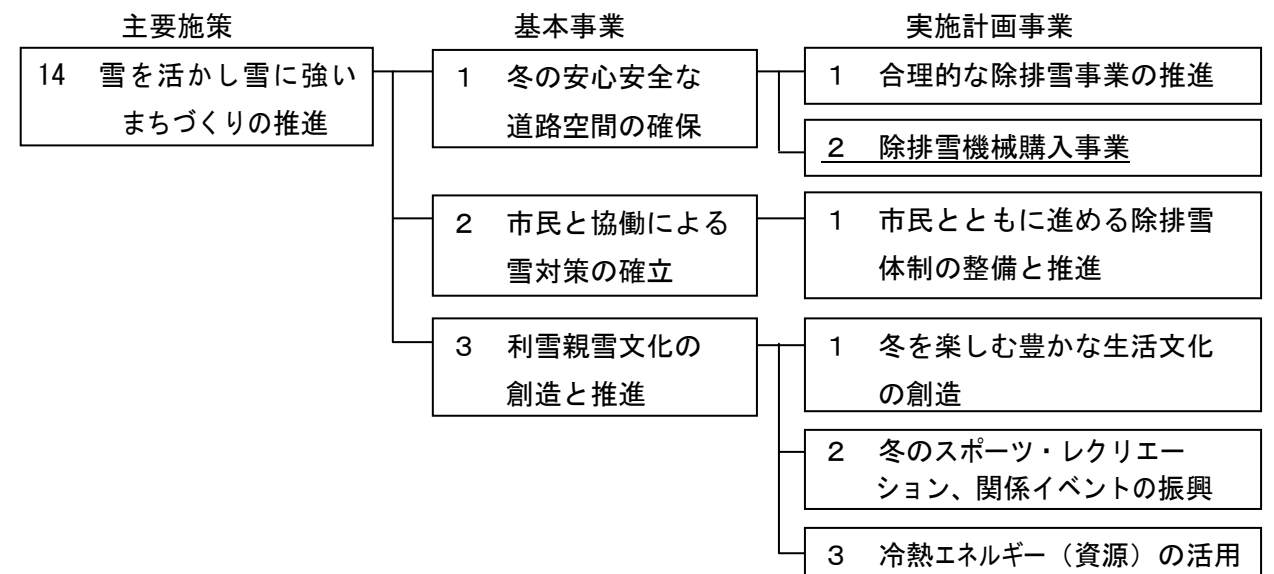 主要施策
基本事業
実施計画事業
14 雪を活かし雪に強い
まちづくりの推進
1 冬の安心安全な
道路空間の確保
1 合理的な除排雪事業の推進
2 除排雪機械購入事業
2 市民と協働による
雪対策の確立
1 市民とともに進める除排雪
体制の整備と推進
3 利雪親雪文化の
創造と推進
1 冬を楽しむ豊かな生活文化
の創造
2 冬のスポーツ・レクリエー
ション、関係イベントの振興
3 冷熱エネルギー（資源）の活用